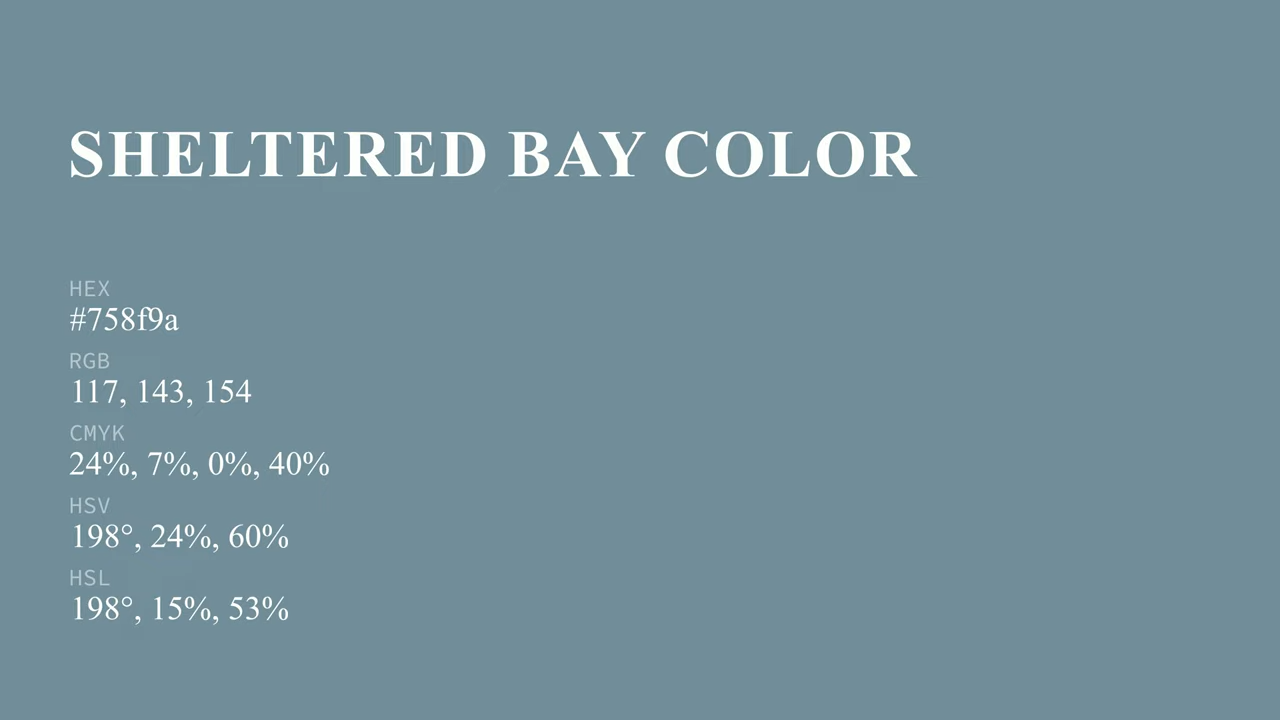 SHELTERED BAY COLOR
HEX
#758f9a
RGB
117, 143, 154
CMYK
24%, 7%, 0%, 40%
HSV
198°, 24%, 60%
HSL
198°, 15%, 53%